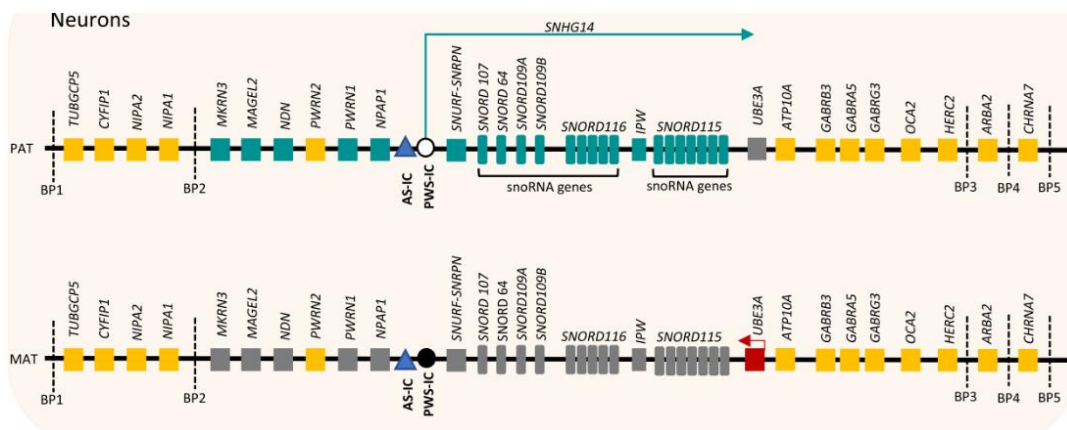 Neurons
SNHG14
TUBGCP5 CYFIP1 NIPA2 NIPA1 MKRN3 MAGEL2 NDN PWRN2 PWRN1 NPAP1 SNURF-SNRPN SNORD 107 SNORD 64 SNORD109A SNORD109B SNORD116 IPW SNORD115 UBE3A ATP10A GABRB3 GABRA5 GABRG3 OCA2 HERC2 ARBA2 CHRNA7
PAT
BP1 BP2 AS-IC PWS-IC snoRNA genes snoRNA genes BP3 BP4 BP5
TUBGCP5 CYFIP1 NIPA2 NIPA1 MKRN3 MAGEL2 NDN PWRN2 PWRN1 NPAP1 SNURF-SNRPN SNORD 107 SNORD 64 SNORD109A SNORD109B SNORD116 IPW SNORD115 UBE3A ATP10A GABRB3 GABRA5 GABRG3 OCA2 HERC2 ARBA2 CHRNA7
MAT
BP1 BP2 AS-IC PWS-IC BP3 BP4 BP5